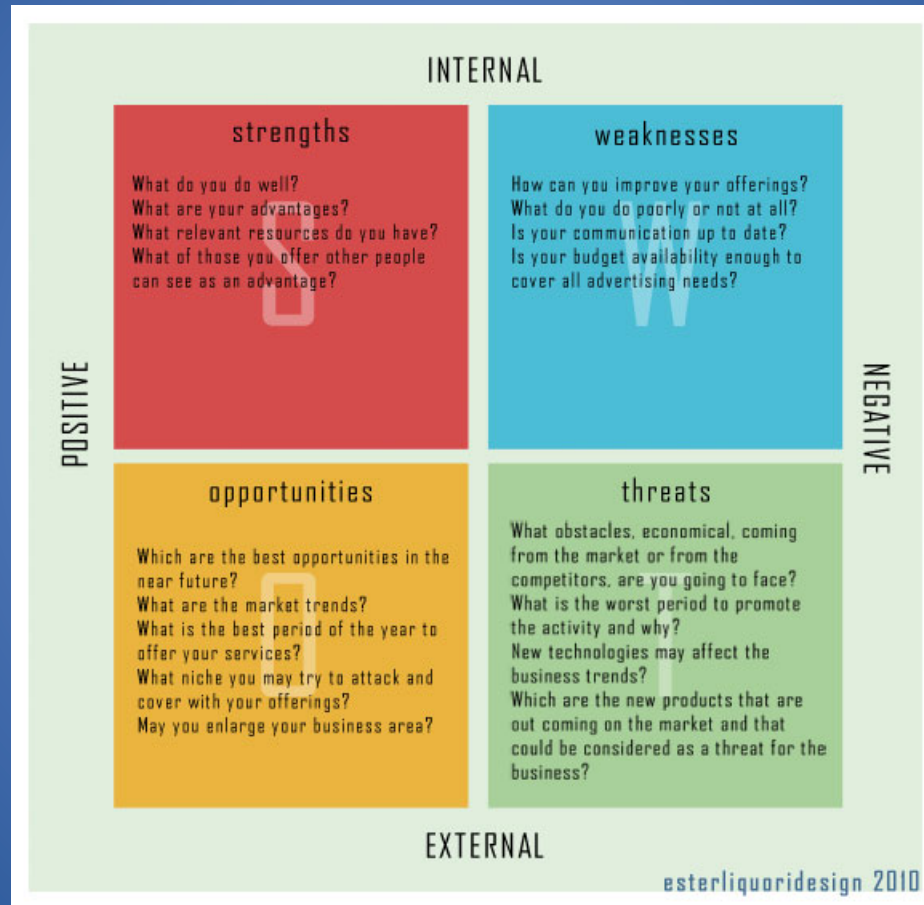 INTERNAL
strengths
What do you do well?
What are your advantages?
What relevant resources do you have?
What of those you offer other people
can see as an advantage?
S
weaknesses
How can you improve your offerings?
What do you do poorly or not at all?
Is your communication up to date?
Is your budget availability enough to
cover all advertising needs?
W
POSITIVE
NEGATIVE
opportunities
Which are the best opportunities in the
near future?
What are the market trends?
What is the best period of the year to
offer your services?
What niche you may try to attack and
cover with your offerings?
May you enlarge your business area?
O
threats
What obstacles, economical, coming
from the market or from the
competitors, are you going to face?
What is the worst period to promote
the activity and why?
New technologies may affect the
business trends?
Which are the new products that are
out coming on the market and that
could be considered as a threat for the
business?
T
EXTERNAL
esterliquoridesign 2010